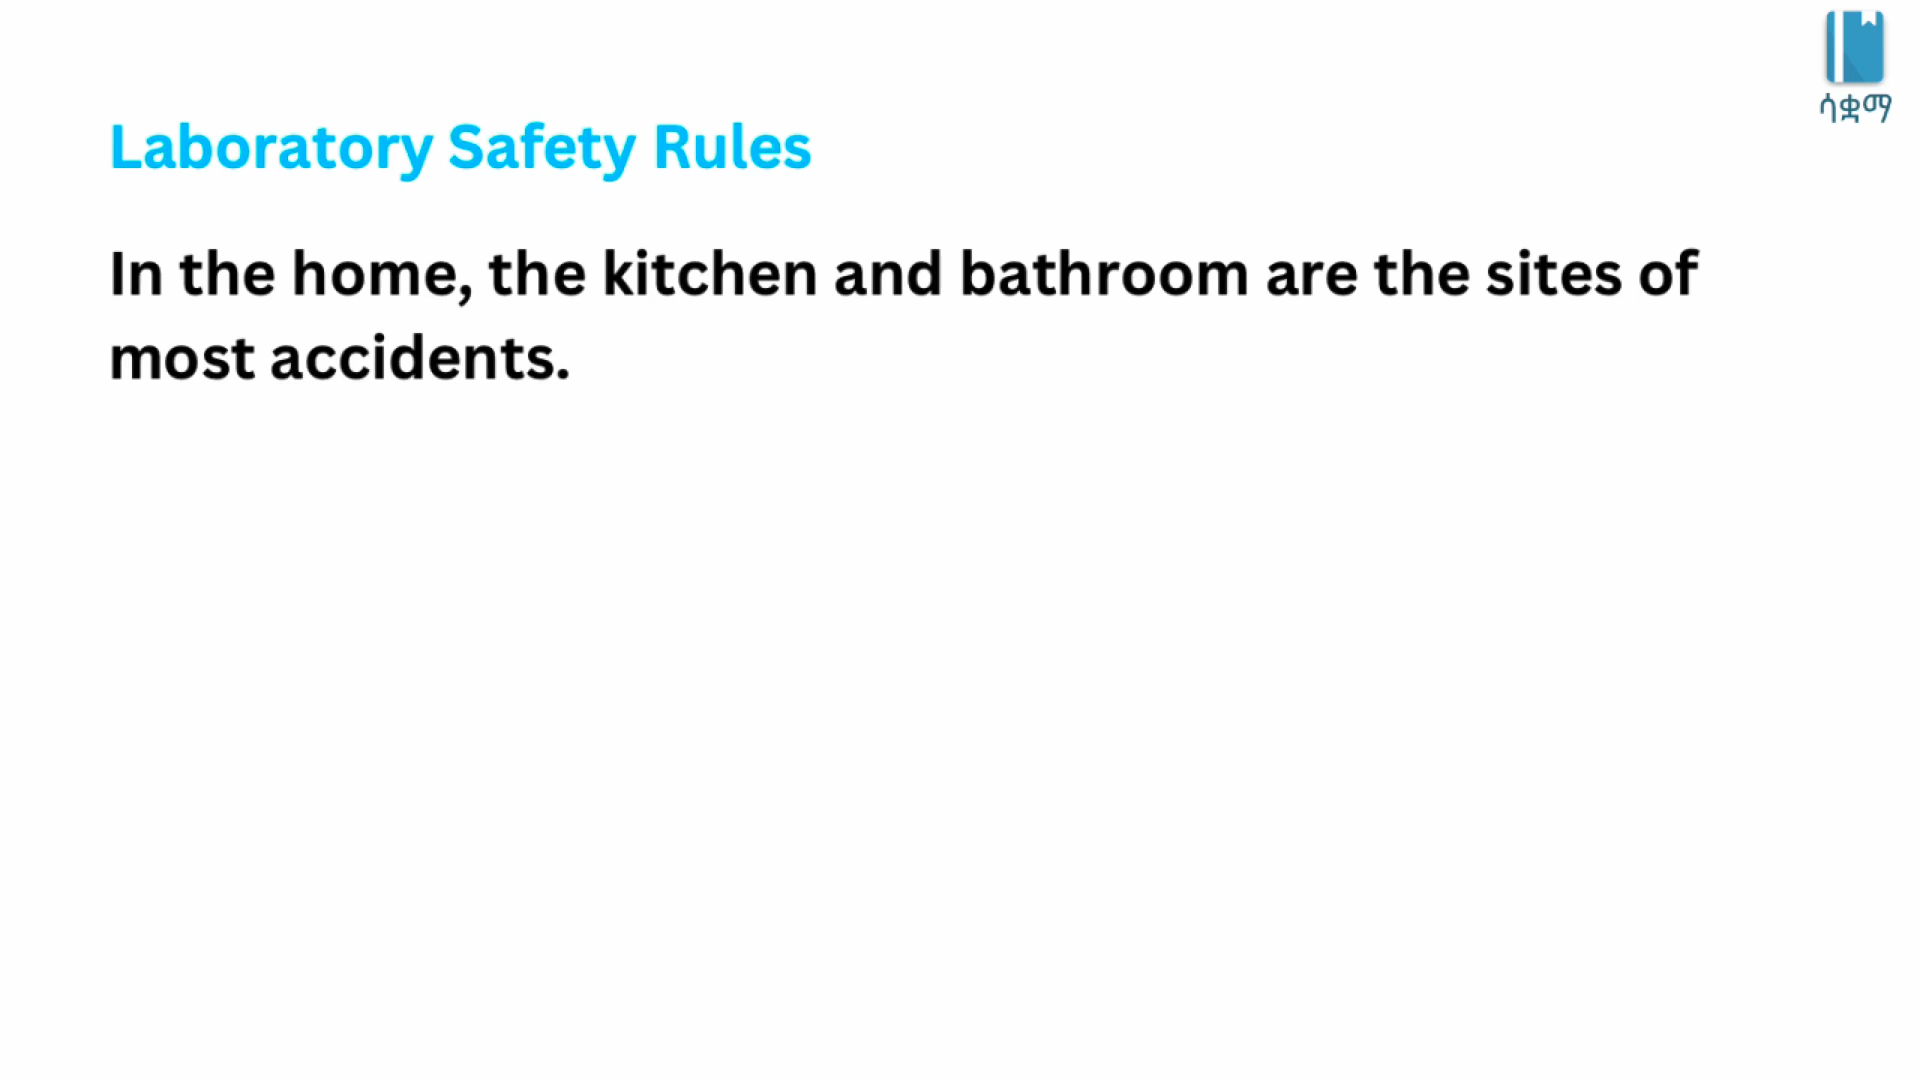 ሳቋማ
Laboratory Safety Rules
In the home, the kitchen and bathroom are the sites of
most accidents.